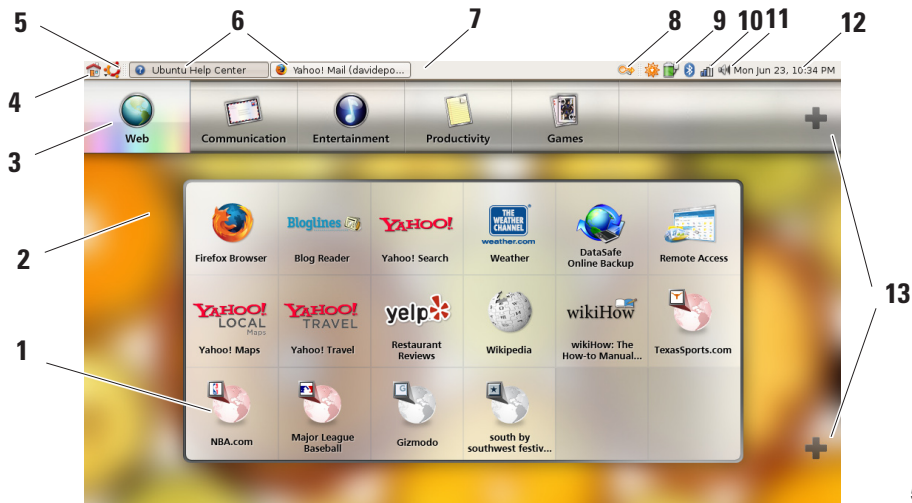 5
6
7
8
9
10
11
12
Ubuntu Help Center
Yahoo! Mail (davidepo...
Mon Jun 23, 10:34 PM
4
3
Web
Communication
Entertainment
Productivity
Games
2
Firefox Browser
Bloglines
Blog Reader
YAHOO!
Yahoo! Search
THE
WEATHER
CHANNEL
weather.com
Weather
DataSafe
Online Backup
Remote Access
13
YAHOO!
LOCAL
Maps
Yahoo! Maps
YAHOO!
TRAVEL
Yahoo! Travel
yelp
Restaurant
Reviews
Wikipedia
wikiHow
wikiHow: The
How-to Manual...
TexasSports.com
1
NBA.com
Major League
Baseball
G
Gizmodo
south by
southwest festiv...